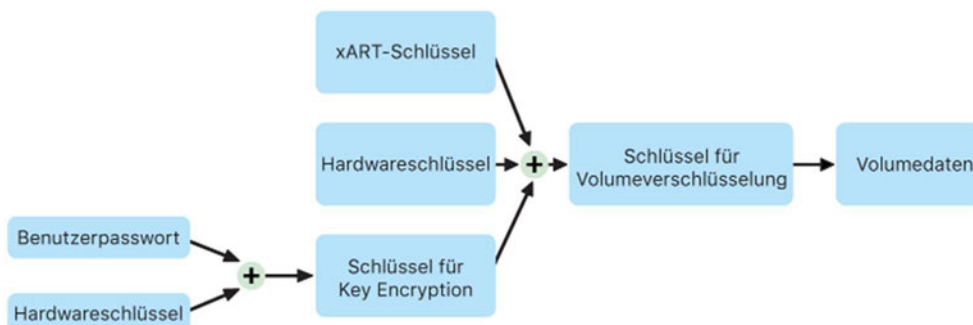 xART-Schlüssel
Hardwareschlüssel
+
Schlüssel für
Volumeverschlüsselung
Volumedaten
Benutzerpasswort
+
Schlüssel für
Key Encryption
Hardwareschlüssel